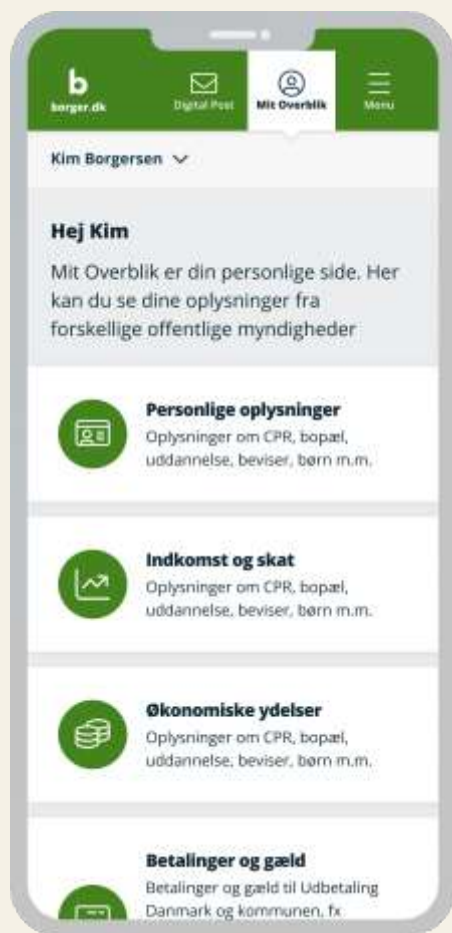 b
borger.dk
Digital Post
Mit Overblik
Menu
Kim Borgersen
Hej Kim
Mit Overblik er din personlige side. Her
kan du se dine oplysninger fra
forskellige offentlige myndigheder
Personlige oplysninger
Oplysninger om CPR, bopæl,
uddannelse, beviser, børn m.m.
Indkomst og skat
Oplysninger om CPR, bopæl,
uddannelse, beviser, børn m.m.
Økonomiske ydelser
Oplysninger om CPR, bopæl,
uddannelse, beviser, børn m.m.
Betalinger og gæld
Betalinger og gæld til Udbetaling
Danmark og kommunen, fx